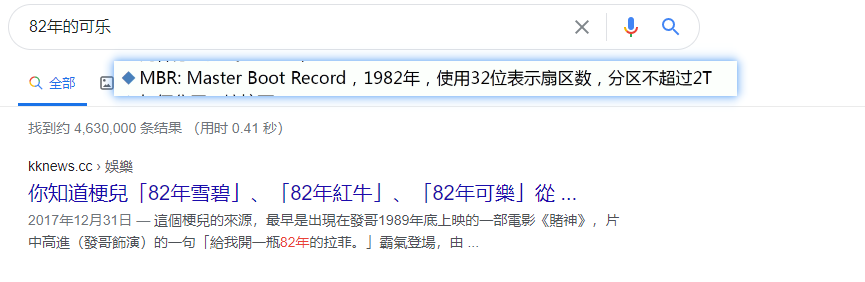 82年的可乐
全部
◆ MBR: Master Boot Record，1982年，使用32位表示扇区数，分区不超过2T
找到约 4,630,000 条结果 （用时 0.41 秒）
kknews.cc › 娛樂
你知道梗兒「82年雪碧」、「82年紅牛」、「82年可樂」從 ...
2017年12月31日 — 這個梗兒的來源，最早是出現在發哥1989年底上映的一部電影《賭神》，片
中高進（發哥飾演）的一句「給我開一瓶82年的拉菲。」霸氣登場，由 ...